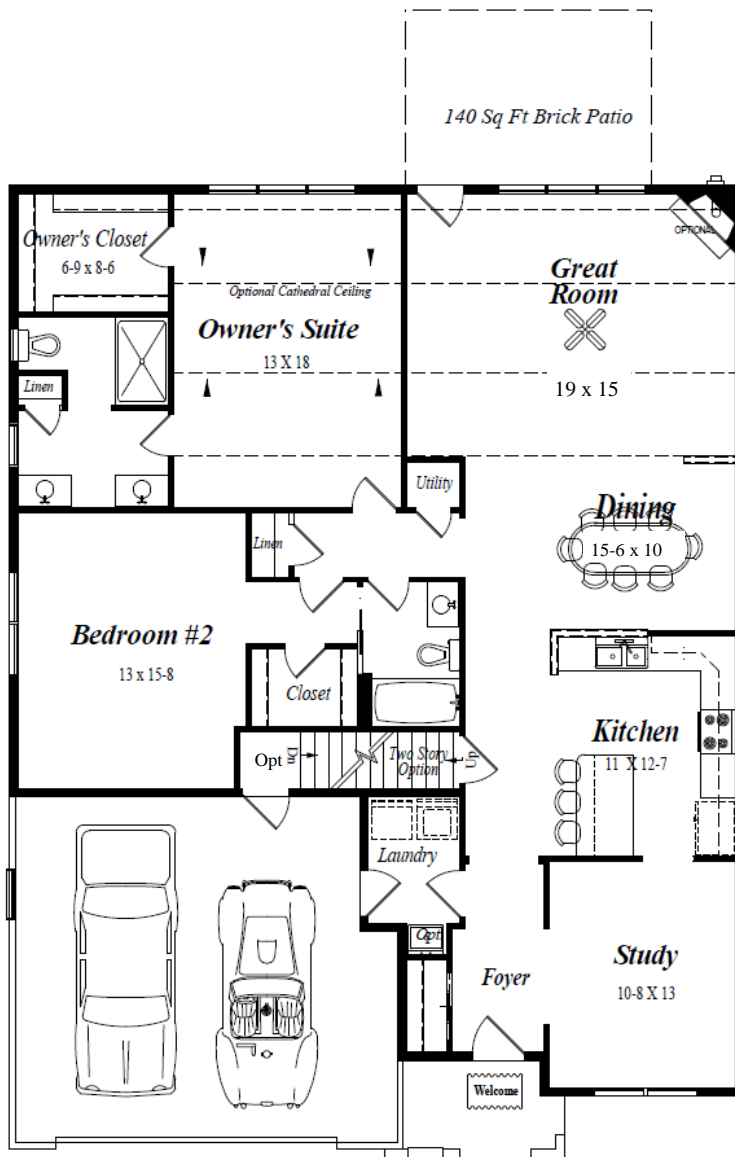 140 Sq Ft Brick Patio
Owner's Closet
6-9 x 8-6
OPTIONAL
Optional Cathedral Ceiling
Great
Room
19 x 15
Owner's Suite
13 X 18
Linen
Utility
Dining
15-6 x 10
Linen
Bedroom #2
13 x 15-8
Closet
Kitchen
11 X 12-7
Opt
Dn
Two Story
Option
Up
Laundry
Opt
Foyer
Study
10-8 X 13
Welcome